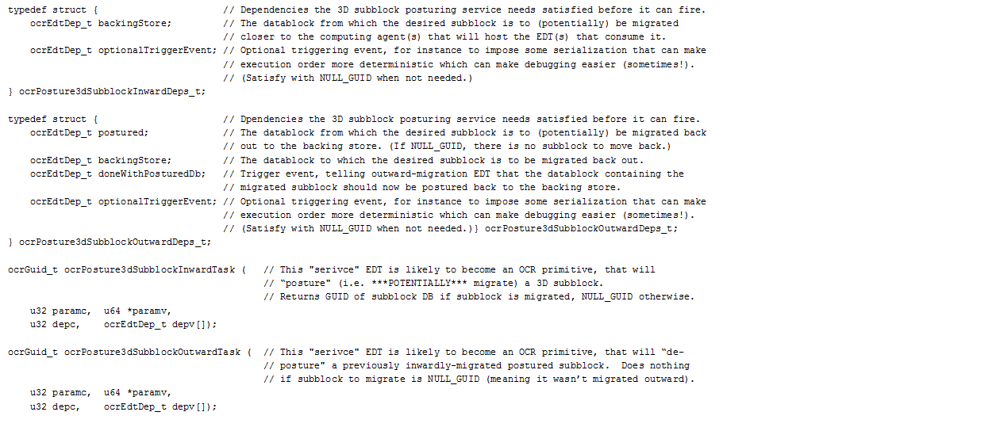 typedef struct {                      // Dependencies the 3D subblock posturing service needs satisfied before it can fire.
    ocrEdtDep_t backingStore;         // The datablock from which the desired subblock is to (potentially) be migrated
                                      // closer to the computing agent(s) that will host the EDT(s) that consume it.
    ocrEdtDep_t optionalTriggerEvent; // Optional triggering event, for instance to impose some serialization that can make
                                      // execution order more deterministic which can make debugging easier (sometimes!).
                                      // (Satisfy with NULL_GUID when not needed.)
} ocrPosture3dSubblockInwardDeps_t;

typedef struct {                      // Dpendencies the 3D subblock posturing service needs satisfied before it can fire.
    ocrEdtDep_t postured;             // The datablock from which the desired subblock is to (potentially) be migrated back
                                      // out to the backing store. (If NULL_GUID, there is no subblock to move back.)
    ocrEdtDep_t backingStore;         // The datablock to which the desired subblock is to be migrated back out.
    ocrEdtDep_t doneWithPosturedDb;   // Trigger event, telling outward-migration EDT that the datablock containing the
                                      // migrated subblock should now be postured back to the backing store.
    ocrEdtDep_t optionalTriggerEvent; // Optional triggering event, for instance to impose some serialization that can make
                                      // execution order more deterministic which can make debugging easier (sometimes!).
                                      // (Satisfy with NULL_GUID when not needed.)} ocrPosture3dSubblockOutwardDeps_t;
} ocrPosture3dSubblockOutwardDeps_t;

ocrGuid_t ocrPosture3dSubblockInwardTask (   // This "serivce" EDT is likely to become an OCR primitive, that will
                                             // “posture" (i.e. ***POTENTIALLY*** migrate) a 3D subblock.
                                             // Returns GUID of subblock DB if subblock is migrated, NULL_GUID otherwise.
    u32 paramc,  u64 *paramv,
    u32 depc,    ocrEdtDep_t depv[]);

ocrGuid_t ocrPosture3dSubblockOutwardTask (  // This "serivce" EDT is likely to become an OCR primitive, that will “de-
                                             // posture" a previously inwardly-migrated postured subblock.  Does nothing
                                             // if subblock to migrate is NULL_GUID (meaning it wasn’t migrated outward).
    u32 paramc,  u64 *paramv,
    u32 depc,    ocrEdtDep_t depv[]);